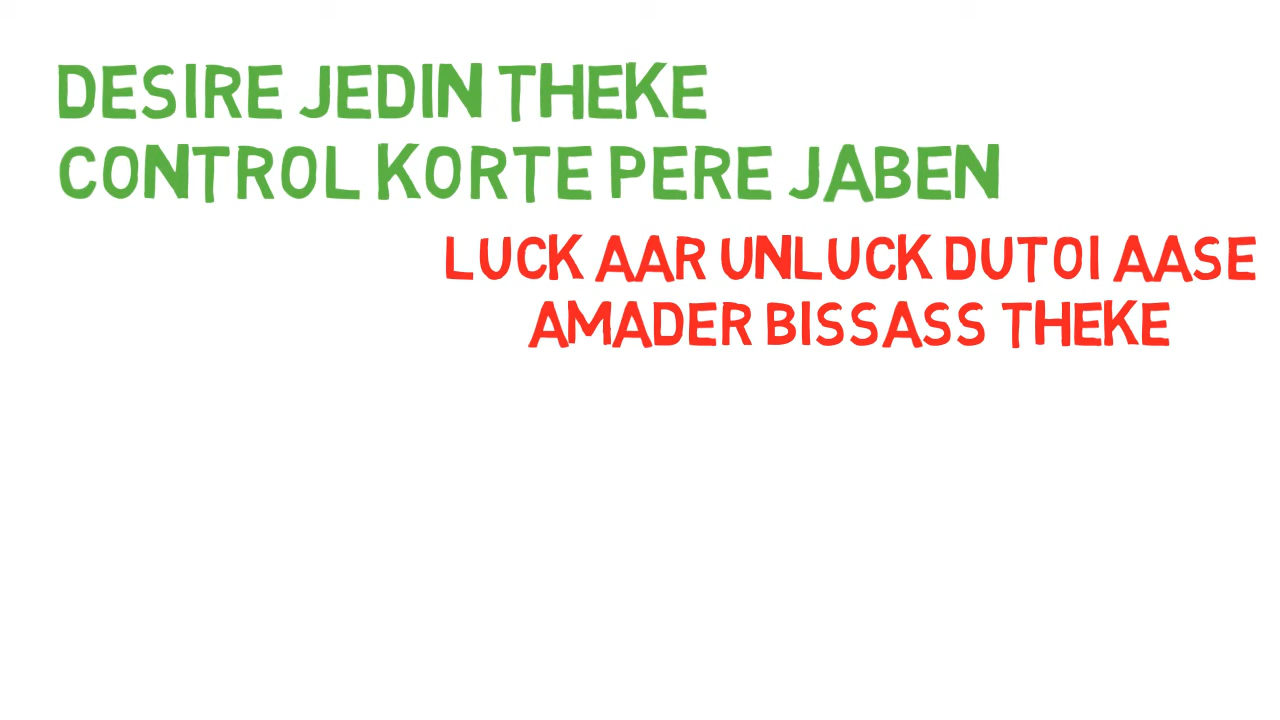 DESIRE JEDIN THEKE
CONTROL KORTE PERE JABEN
LUCK AAR UNLUCK DUTOI AASE
AMADER BISSASS THEKE